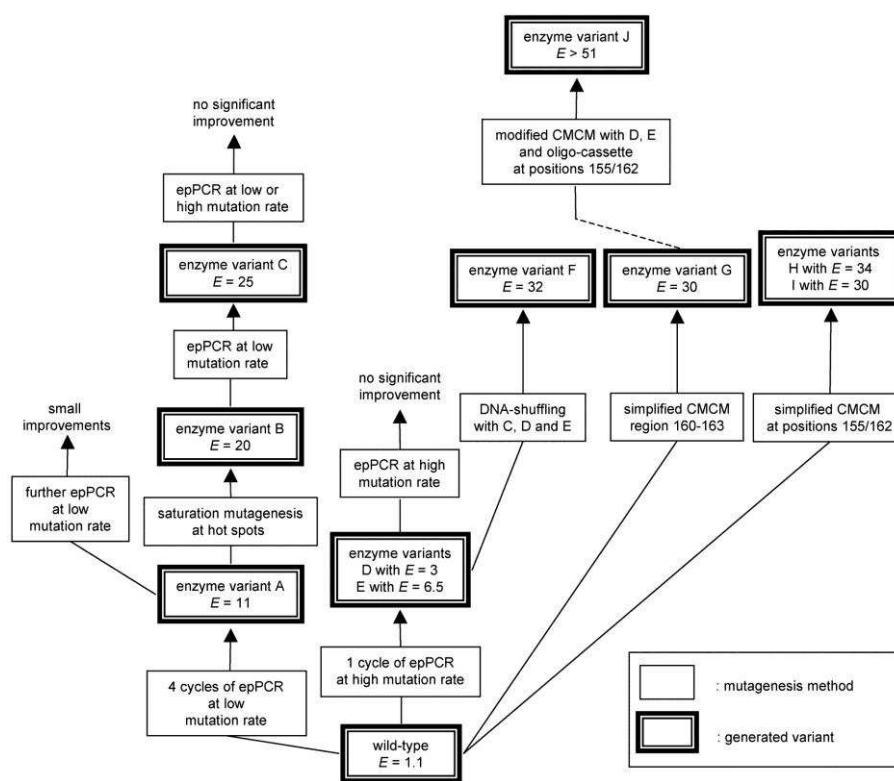 enzyme variant J
E > 51
no significant
improvement
modified CMCM with D, E
and oligo-cassette
at positions 155/162
epPCR at low or
high mutation rate
enzyme variant C
E = 25
enzyme variant F
E = 32
enzyme variant G
E = 30
enzyme variants
H with E = 34
I with E = 30
epPCR at low
mutation rate
no significant
improvement
small
improvements
enzyme variant B
E = 20
DNA-shuffling
with C, D and E
simplified CMCM
region 160-163
simplified CMCM
at positions 155/162
epPCR at high
mutation rate
further epPCR
at low
mutation rate
saturation mutagenesis
at hot spots
enzyme variants
D with E = 3
E with E = 6.5
enzyme variant A
E = 11
1 cycle of epPCR
at high mutation rate
4 cycles of epPCR
at low
mutation rate
wild-type
E = 1.1
: mutagenesis method
: generated variant